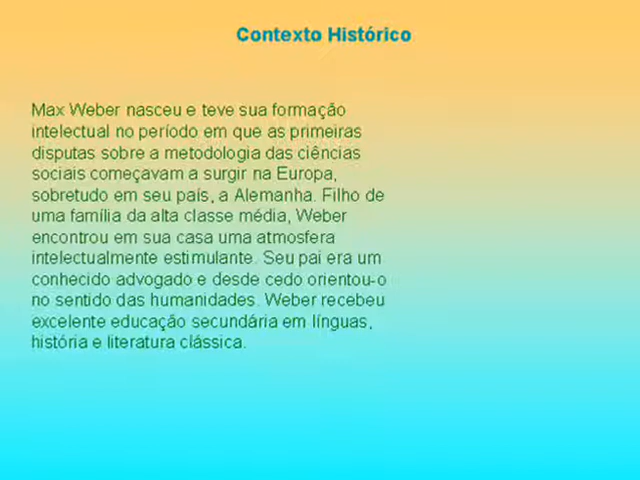 Contexto Histórico
Max Weber nasceu e teve sua formação
intelectual no período em que as primeiras
disputas sobre a metodologia das ciências
sociais começavam a surgir na Europa,
sobretudo em seu país, a Alemanha. Filho de
uma família da alta classe média, Weber
encontrou em sua casa uma atmosfera
intelectualmente estimulante. Seu pai era um
conhecido advogado e desde cedo orientou-o
no sentido das humanidades. Weber recebeu
excelente educação secundária em línguas,
história e literatura clássica.